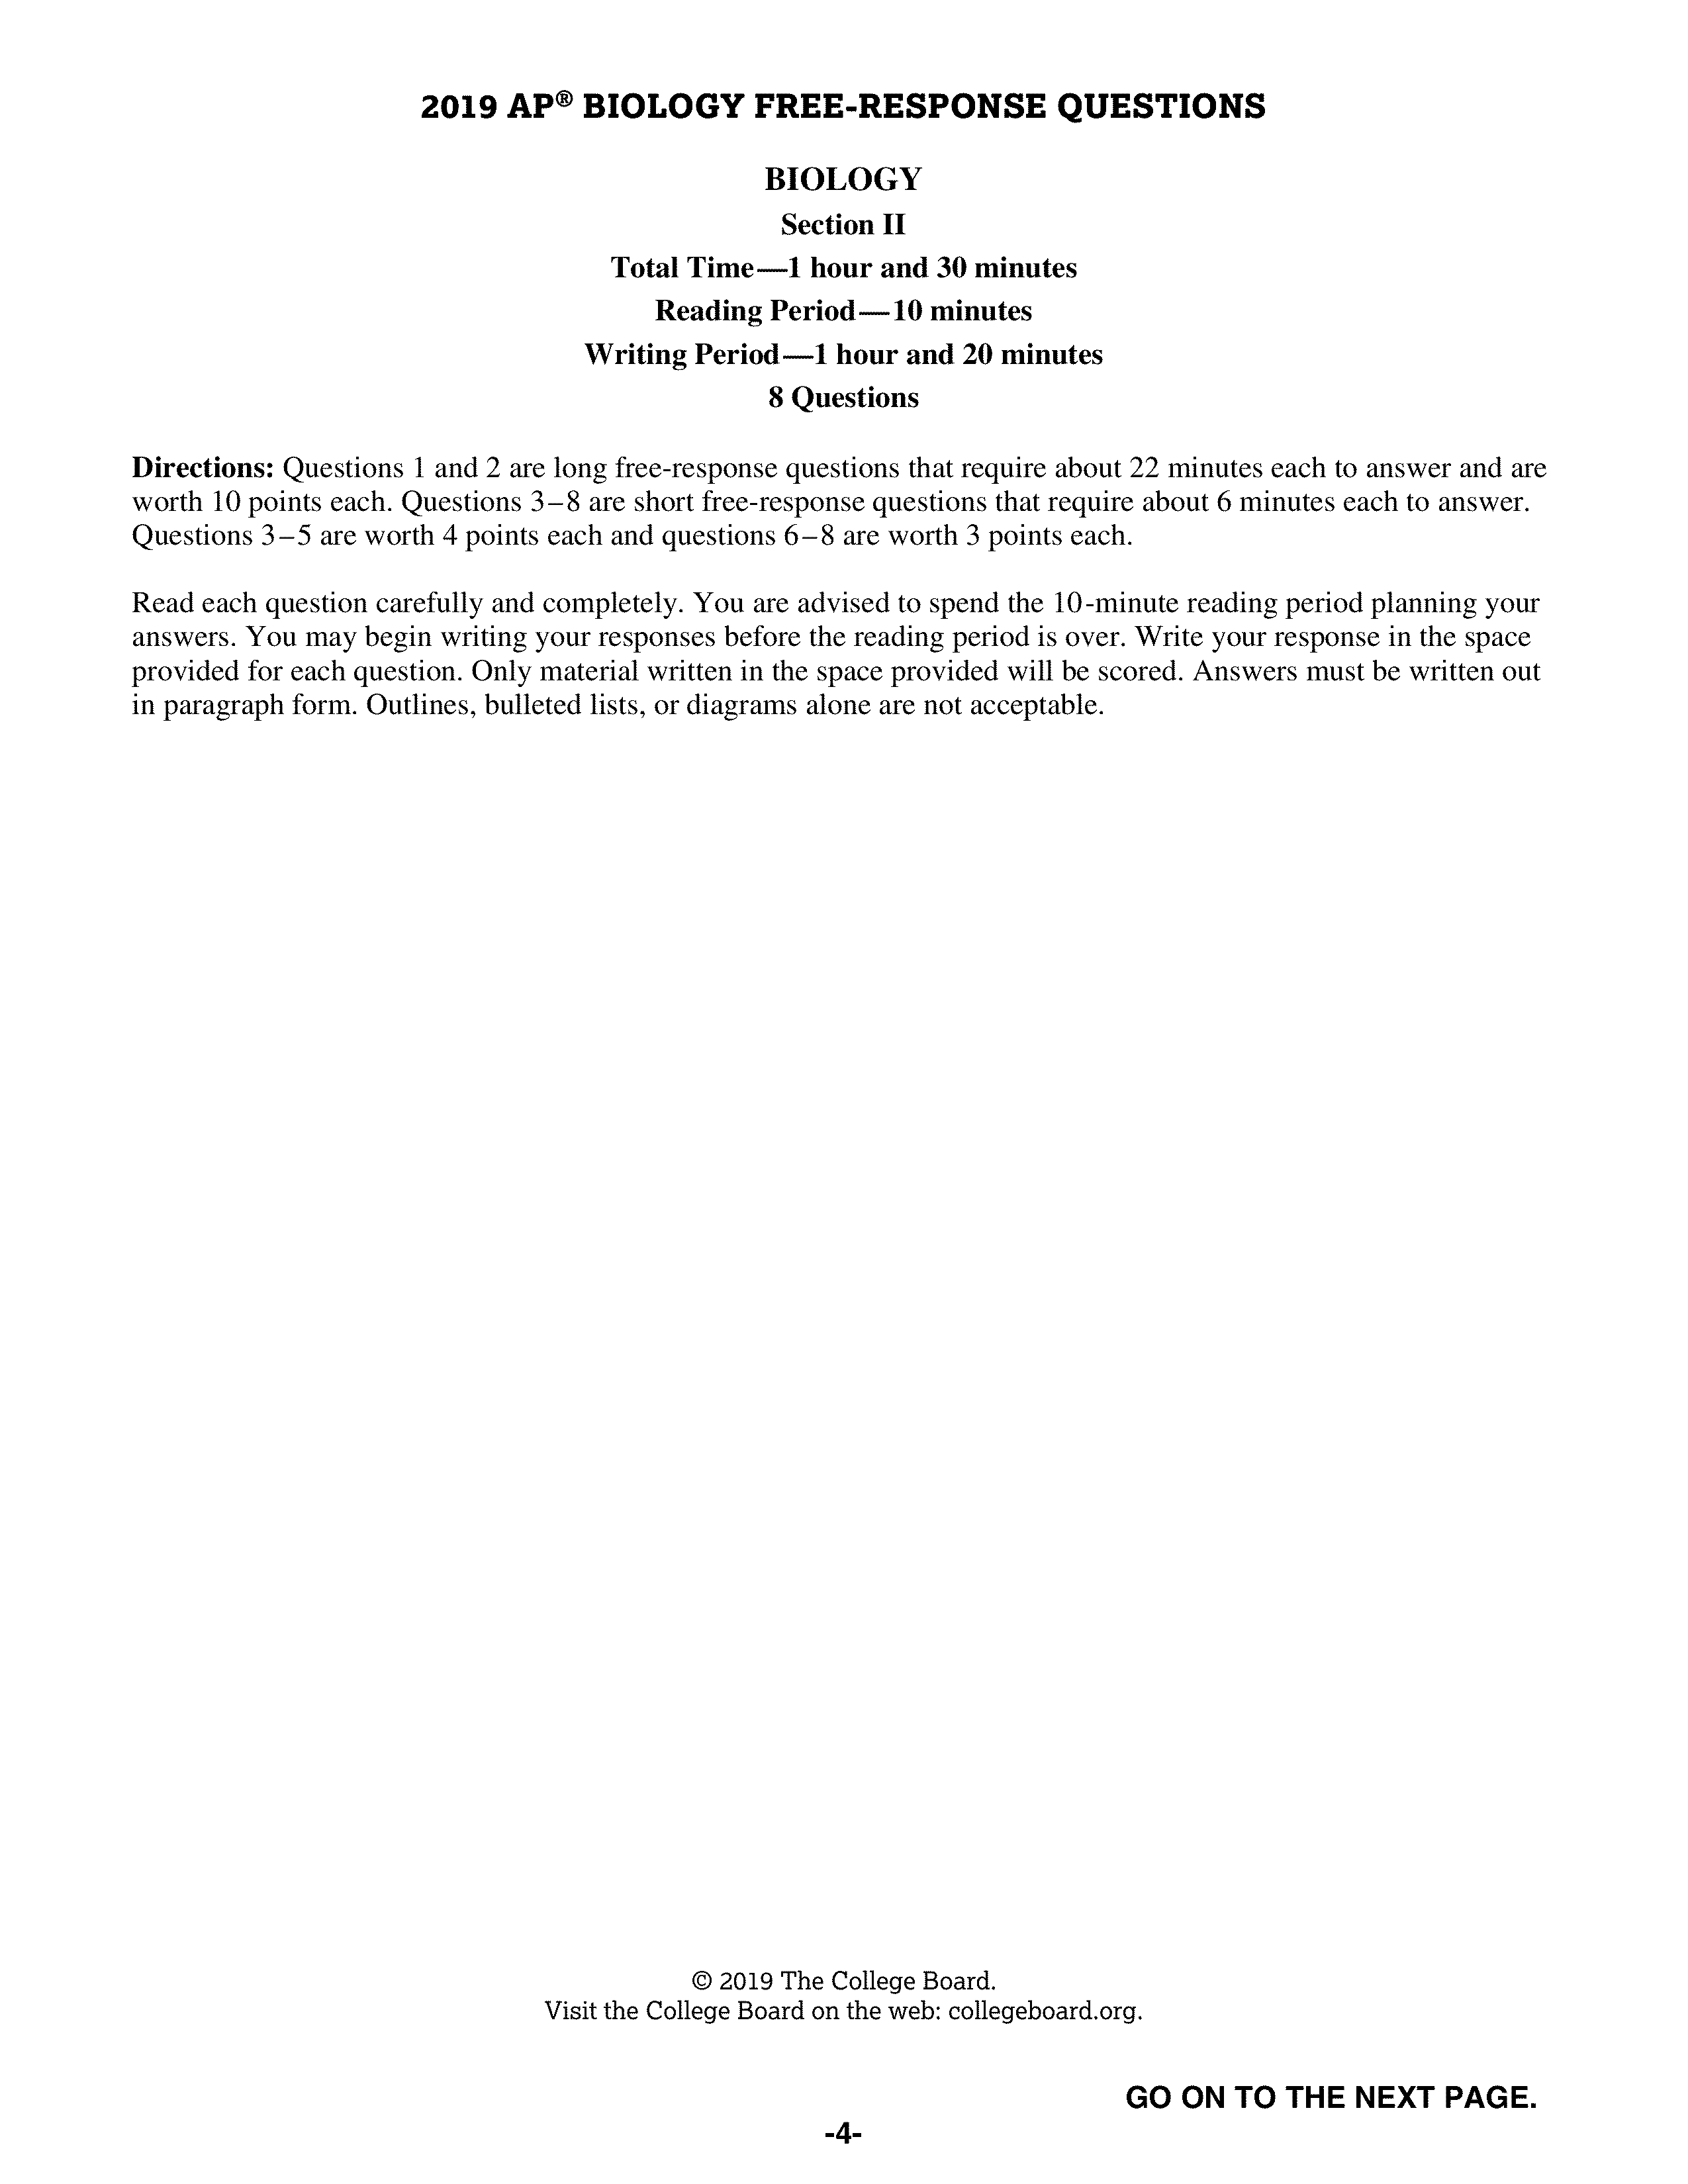 2019 AP® BIOLOGY FREE-RESPONSE QUESTIONS
BIOLOGY
Section II
Total Time—1 hour and 30 minutes
Reading Period—10 minutes
Writing Period—1 hour and 20 minutes
8 Questions
Directions: Questions 1 and 2 are long free-response questions that require about 22 minutes each to answer and are
worth 10 points each. Questions 3–8 are short free-response questions that require about 6 minutes each to answer.
Questions 3–5 are worth 4 points each and questions 6–8 are worth 3 points each.
Read each question carefully and completely. You are advised to spend the 10-minute reading period planning your
answers. You may begin writing your responses before the reading period is over. Write your response in the space
provided for each question. Only material written in the space provided will be scored. Answers must be written out
in paragraph form. Outlines, bulleted lists, or diagrams alone are not acceptable.
© 2019 The College Board.
Visit the College Board on the web: collegeboard.org.
GO ON TO THE NEXT PAGE.
-4-